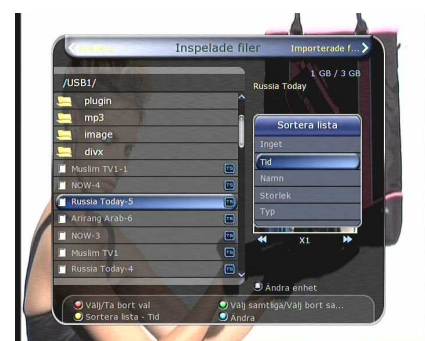 Inspelade filer
Importerade f...
1 GB / 3 GB
/USB1/
Russia Today
plugin
mp3
image
divx
Muslim TV1-1
NOW-4
Russia Today-5
Arirang Arab-6
NOW-3
Muslim TV1
Russia Today-4
Sortera lista
Inget
Tid
Namn
Storlek
Typ
X1
Ändra enhet
Välj/Ta bort val
Välj samtliga/Välj bort sa...
Sortera lista - Tid
Ändra